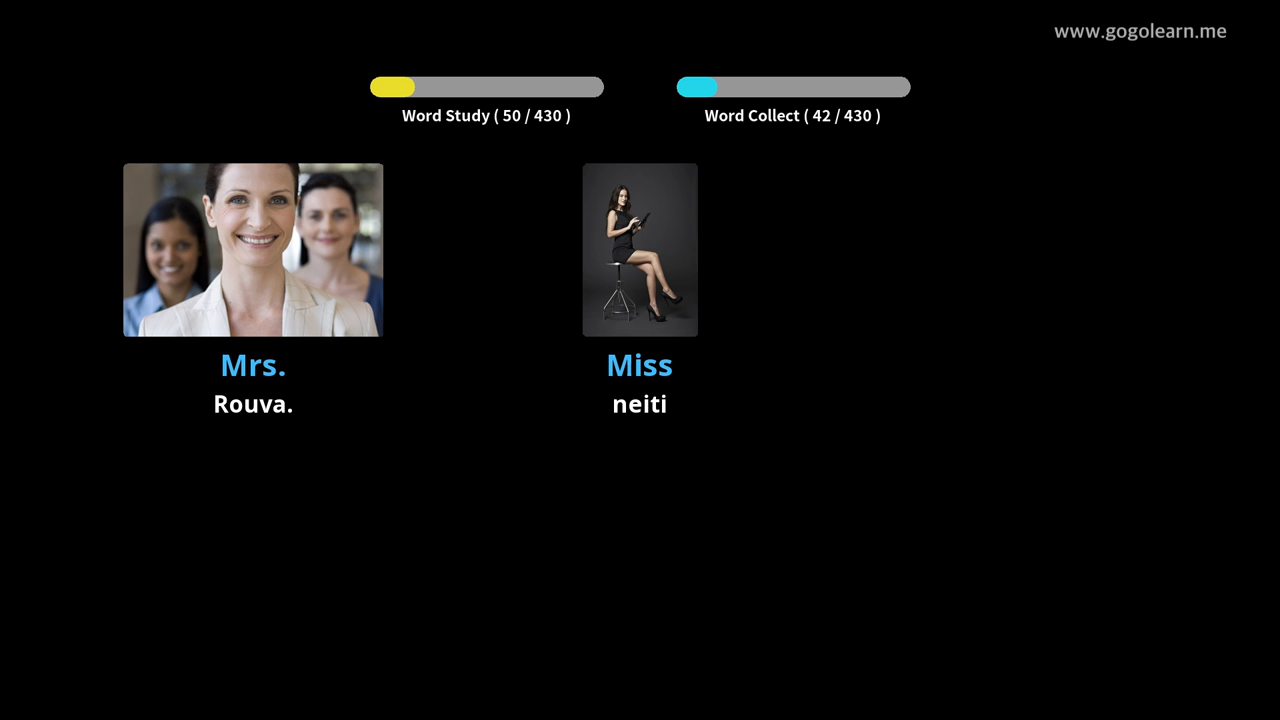 www.gogolearn.me
Word Study ( 50 / 430 )
Word Collect ( 42 / 430 )
Mrs.
Rouva.
Miss
neiti